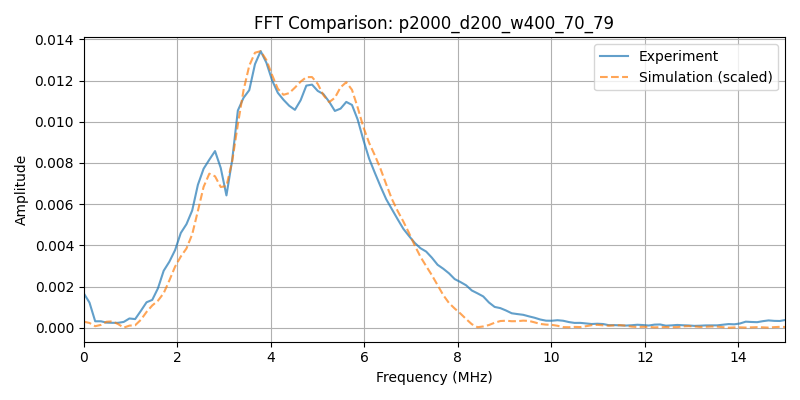 FFT Comparison: p2000_d200_w400_70_79
Experiment
Simulation (scaled)
Amplitude
0.014
0.012
0.010
0.008
0.006
0.004
0.002
0.000
0 2 4 6 8 10 12 14
Frequency (MHz)